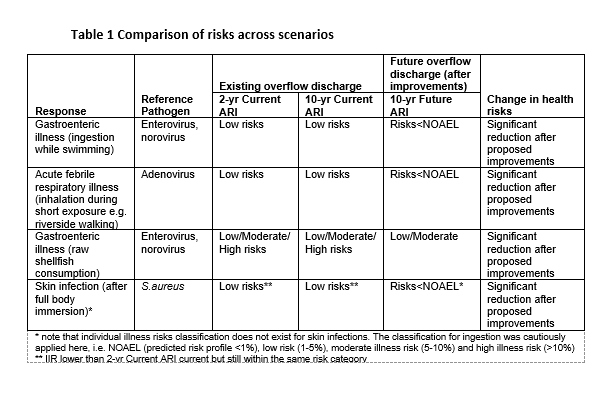 Table 1 Comparison of risks across scenarios
Future overflow
discharge (after
improvements)
Existing overflow discharge
Response
Reference
Pathogen
2-yr Current
ARI
10-yr Current
ARI
10-yr Future
ARI
Change in health
risks
Gastroenteric
illness (ingestion
while swimming)
Enterovirus,
norovirus
Low risks
Low risks
Risks<NOAEL
Significant
reduction after
proposed
improvements
Acute febrile
respiratory illness
(inhalation during
short exposure e.g.
riverside walking)
Adenovirus
Low risks
Low risks
Risks<NOAEL
Significant
reduction after
proposed
improvements
Gastroenteric
illness (raw
shellfish
consumption)
Enterovirus,
norovirus
Low/Moderate/
High risks
Low/Moderate/
High risks
Low/Moderate
Significant
reduction after
proposed
improvements
Skin infection (after
full body
immersion)*
S.aureus
Low risks**
Low risks**
Risks<NOAEL*
Significant
reduction after
proposed
improvements
* note that individual illness risks classification does not exist for skin infections. The classification for ingestion was cautiously
applied here, i.e. NOAEL (predicted risk profile <1%), low risk (1-5%), moderate illness risk (5-10%) and high illness risk (>10%)
** IIR lower than 2-yr Current ARI current but still within the same risk category